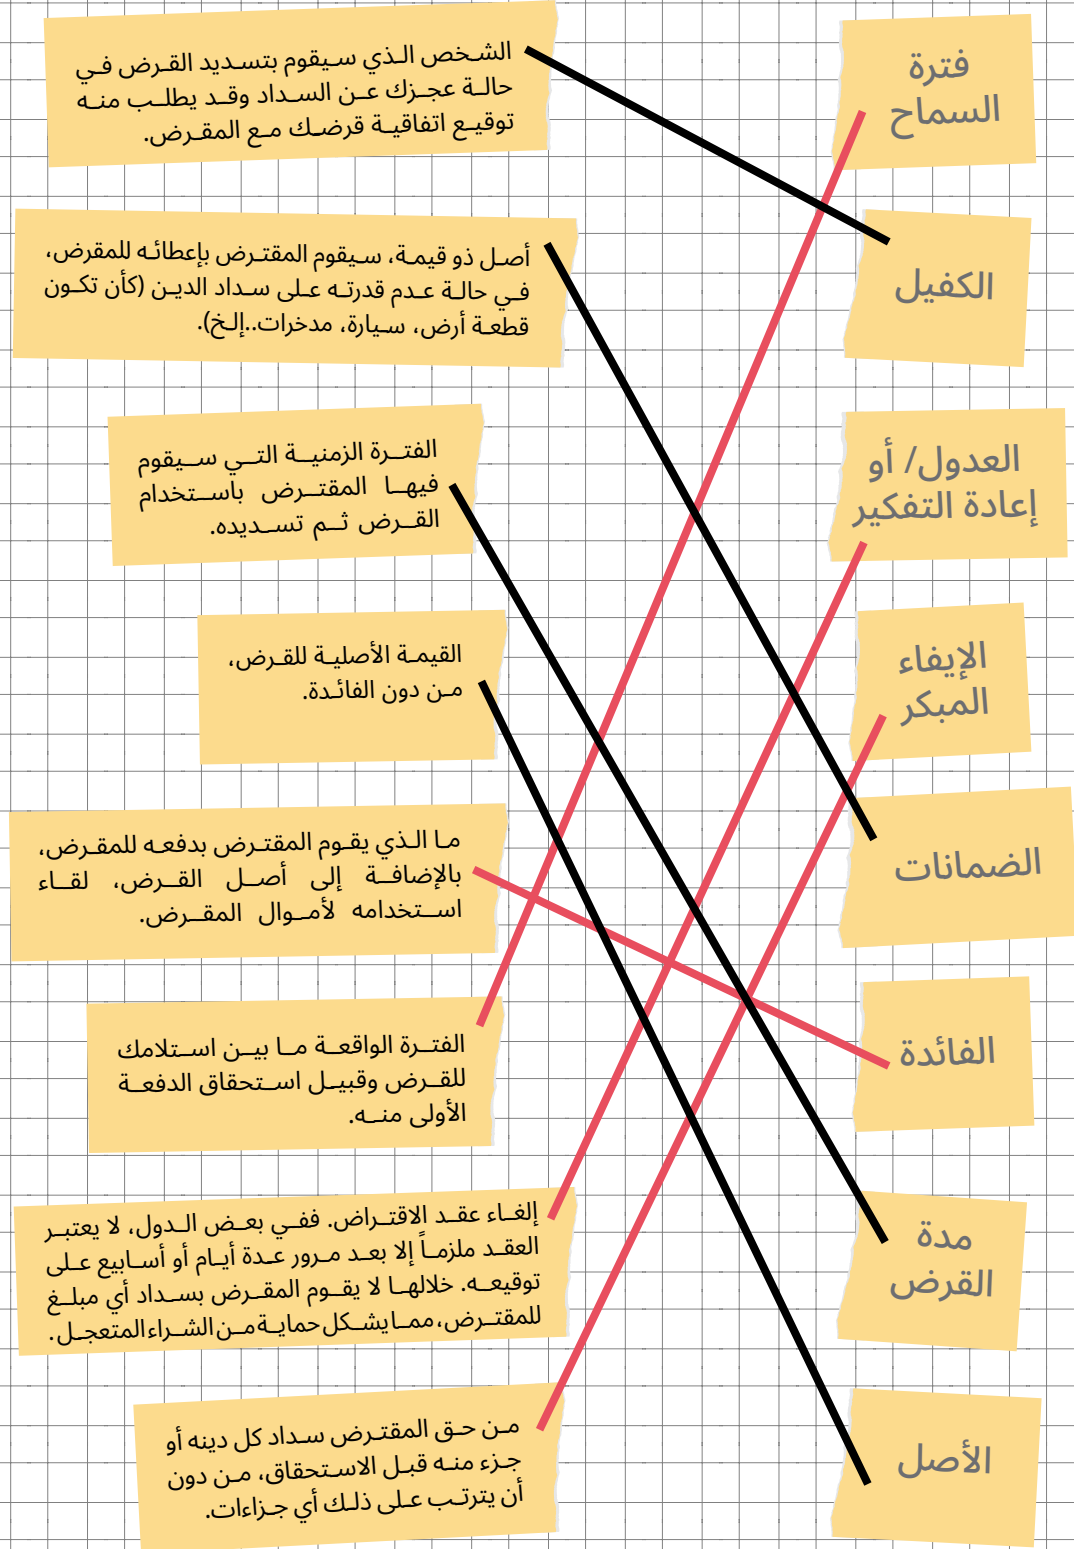 فترة
السماح
الكفيل
العدول/ أو
إعادة التفكير
الإيفاء
المبكر
الضمانات
الفائدة
مدة
القرض
الأصل
الشخص الذي سيقوم بتسديد القرض في
حالة عجزك عن السداد وقد يطلب منه
توقيع اتفاقية قرضك مع المقرض.
أصل ذو قيمة، سيقوم المقترض بإعطائه للمقرض،
في حالة عدم قدرته على سداد الدين (كأن تكون
قطعة أرض، سيارة، مدخرات..إلخ).
الفترة الزمنية التي سيقوم
فيها المقترض باستخدام
القرض ثم تسديده.
القيمة الأصلية للقرض،
من دون الفائدة.
ما الذي يقوم المقترض بدفعه للمقرض،
بالإضافة إلى أصل القرض، لقاء
استخدامه لأموال المقرض.
الفترة الواقعة ما بين استلامك
للقرض وقبيل استحقاق الدفعة
الأولى منه.
إلغاء عقد الاقتراض. ففي بعض الدول، لا يعتبر
العقد ملزماً إلا بعد مرور عدة أيام أو أسابيع على
توقيعه. خلالها لا يقوم المقرض بسداد أي مبلغ
للمقترض، مما يشكل حماية من الشراء المتعجل.
من حق المقترض سداد كل دينه أو
جزء منه قبل الاستحقاق، من دون
أن يترتب على ذلك أي جزاءات.